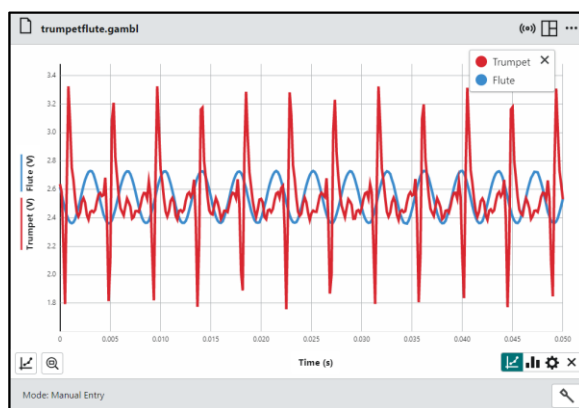 trumpetflute.gambl
Trumpet
Flute
3.4
3.2
3.0
2.8
2.6
2.4
2.2
2.0
1.8
Flute (V)
Trumpet (V)
0
0.005
0.010
0.015
0.020
0.025
0.030
0.035
0.040
0.045
0.050
Time (s)
Mode: Manual Entry